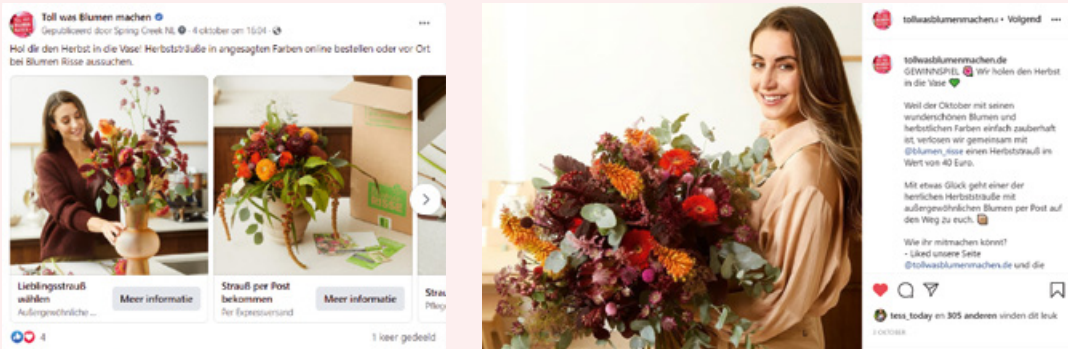 Toll was Blumen machen
Gepubliceerd door Spring Creek NL · 4 oktober om 16:04 ·
Hol dir den Herbst in die Vase! Herbststräuße in angesagten Farben online bestellen oder vor Ort
bei Blumen Risse aussuchen.
Lieblingsstrauß
wählen
Außergewöhnliche ...
Meer informatie
Strauß per Post
bekommen
Per Expressversand
Meer informatie
Strau
Pflege
4
1 keer gedeeld
tollwasblumenmachen.d • Volgend
tollwasblumenmachen.de
GEWINNSPIEL Wir holen den Herbst
in die Vase
Weil der Oktober mit seinen
wunderschönen Blumen und
herbstlichen Farben einfach zauberhaft
ist, verlosen wir gemeinsam mit
@blumen_risse einen Herbststrauß im
Wert von 40 Euro.
Mit etwas Glück geht einer der
herrlichen Herbststräuße mit
außergewöhnlichen Blumen per Post auf
den Weg zu euch.
Wie ihr mitmachen könnt?
- Liked unsere Seite
@tollwasblumenmachen.de und die
tess_today en 305 anderen vinden dit leuk
2 OKTOBER